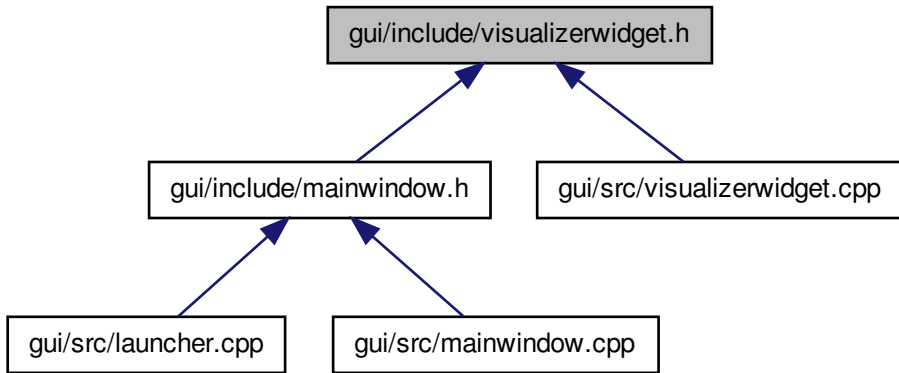 gui/include/visualizerwidget.h
gui/include/mainwindow.h
gui/src/visualizerwidget.cpp
gui/src/launcher.cpp
gui/src/mainwindow.cpp